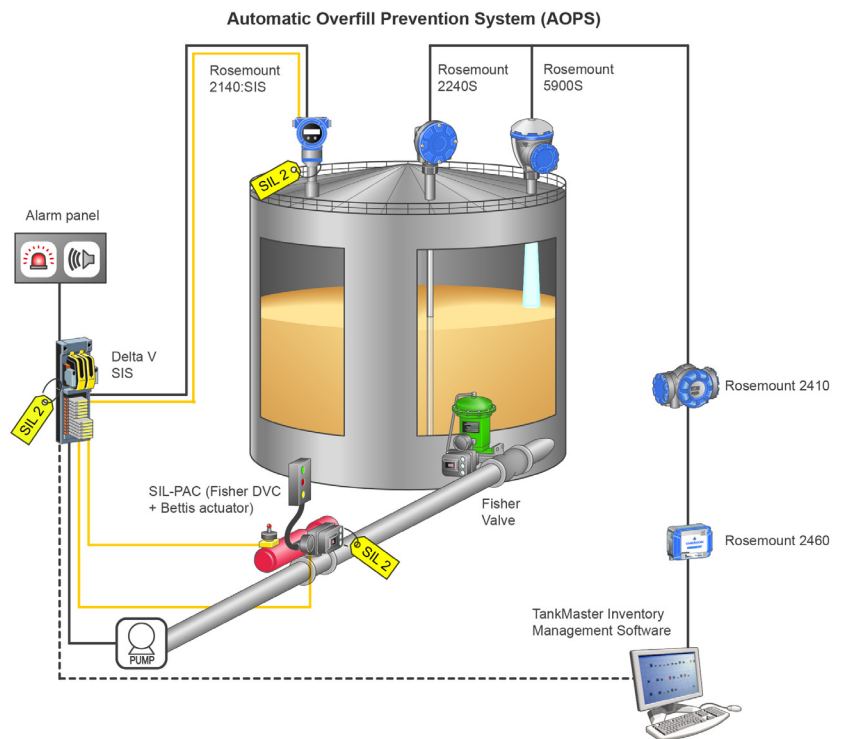 Automatic Overfill Prevention System (AOPS)
Rosemount
2140:SIS
Rosemount
2240S
Rosemount
5900S
SIL 2
Alarm panel
Delta V
SIS
SIL 2
Rosemount 2410
SIL-PAC (Fisher DVC
+ Bettis actuator)
Fisher
Valve
SIL 2
Rosemount 2460
EMERSON
TankMaster Inventory
Management Software
PUMP